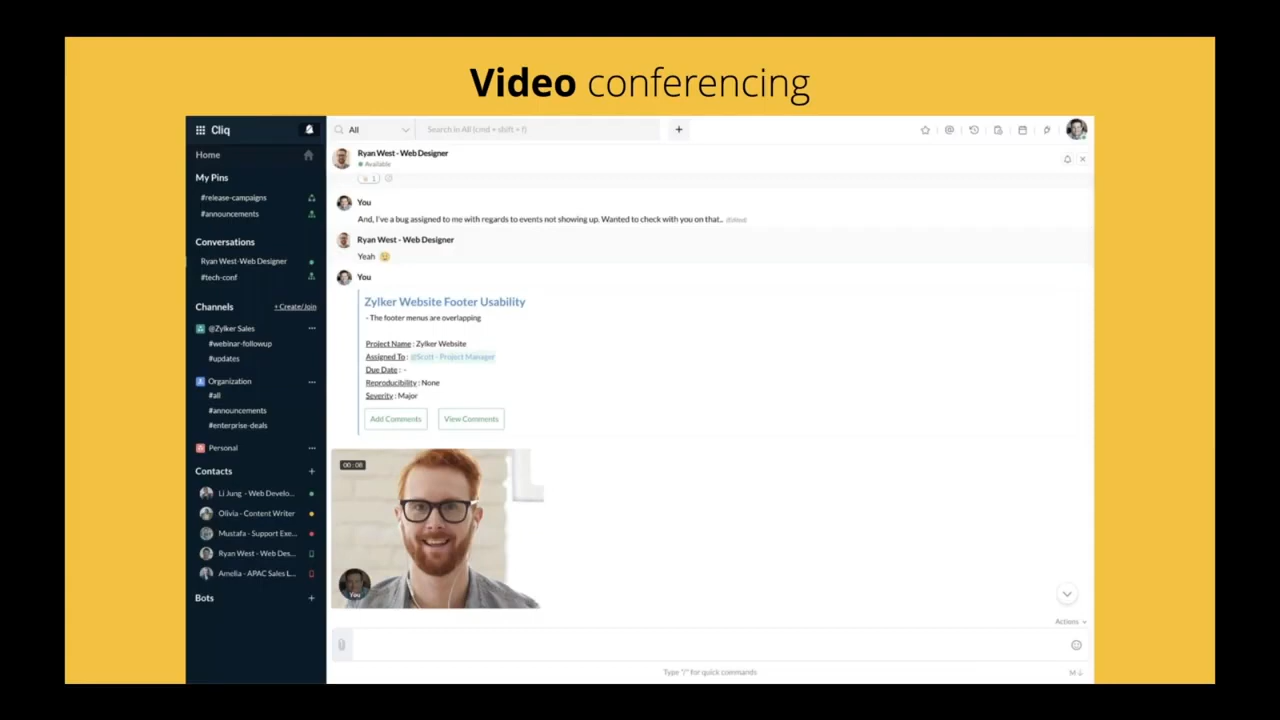 Video conferencing
Cliq
All
Search in All (cmd + shift + f)
+
Home
My Pins
#release-campaigns
#announcements
Conversations
Ryan West-Web Designer
#tech-conf
Channels
+ Create/Join
@Zylker Sales
#webinar-followup
#updates
Organization
#all
#announcements
#enterprise-deals
Personal
Contacts
Li Jung - Web Develo...
Olivia - Content Writer
Mustafa - Support Exe...
Ryan West - Web Des...
Amelia - APAC Sales L...
Bots
Ryan West - Web Designer
Available
1
You
And, I've a bug assigned to me with regards to events not showing up. Wanted to check with you on that.. (Edited)
Ryan West - Web Designer
Yeah 😟
You
Zylker Website Footer Usability
- The footer menus are overlapping
Project Name : Zylker Website
Assigned To : @Scott - Project Manager
Due Date : -
Reproducibility : None
Severity : Major
Add Comments
View Comments
00 : 08
You
Actions
Type "/" for quick commands
M↓